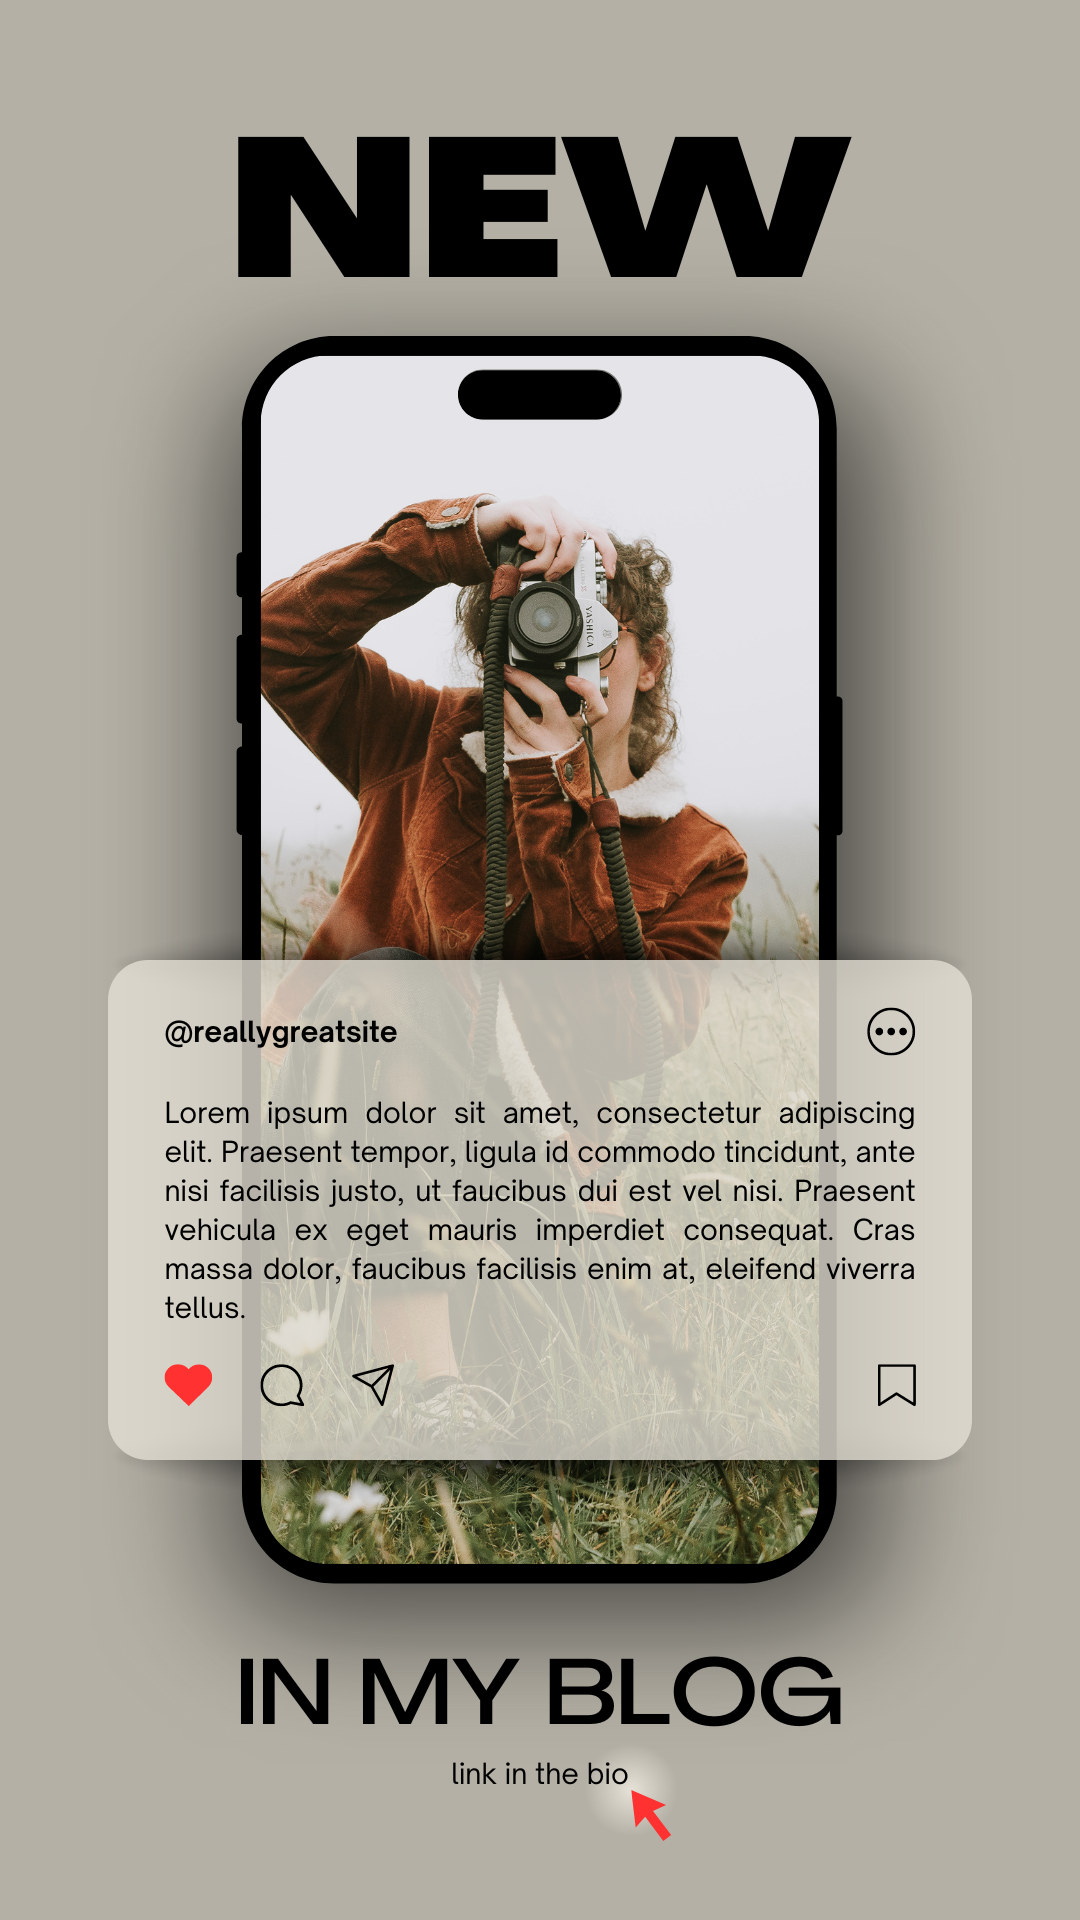 NEW
YASHICA
@reallygreatsite
Lorem ipsum dolor sit amet, consectetur adipiscing
elit. Praesent tempor, ligula id commodo tincidunt, ante
nisi facilisis justo, ut faucibus dui est vel nisi. Praesent
vehicula ex eget mauris imperdiet consequat. Cras
massa dolor, faucibus facilisis enim at, eleifend viverra
tellus.
IN MY BLOG
link in the bio